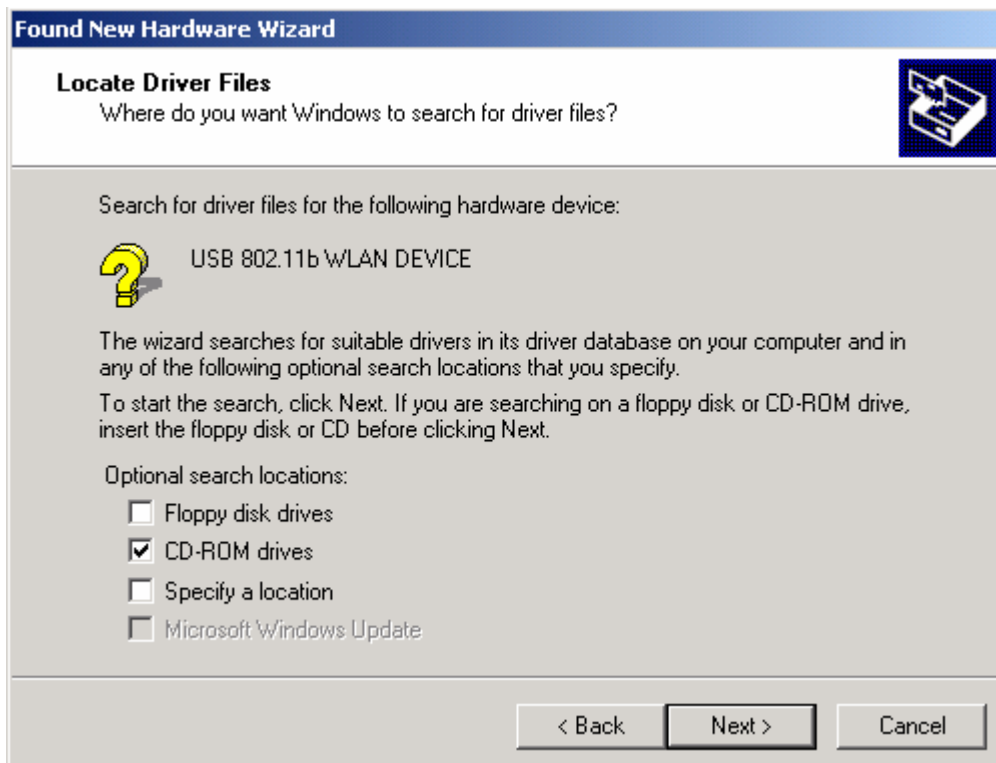 Found New Hardware Wizard
Locate Driver Files
Where do you want Windows to search for driver files?
Search for driver files for the following hardware device:
USB 802.11b WLAN DEVICE
The wizard searches for suitable drivers in its driver database on your computer and in
any of the following optional search locations that you specify.
To start the search, click Next. If you are searching on a floppy disk or CD-ROM drive,
insert the floppy disk or CD before clicking Next.
Optional search locations:
Floppy disk drives
CD-ROM drives
Specify a location
Microsoft Windows Update
< Back Next > Cancel